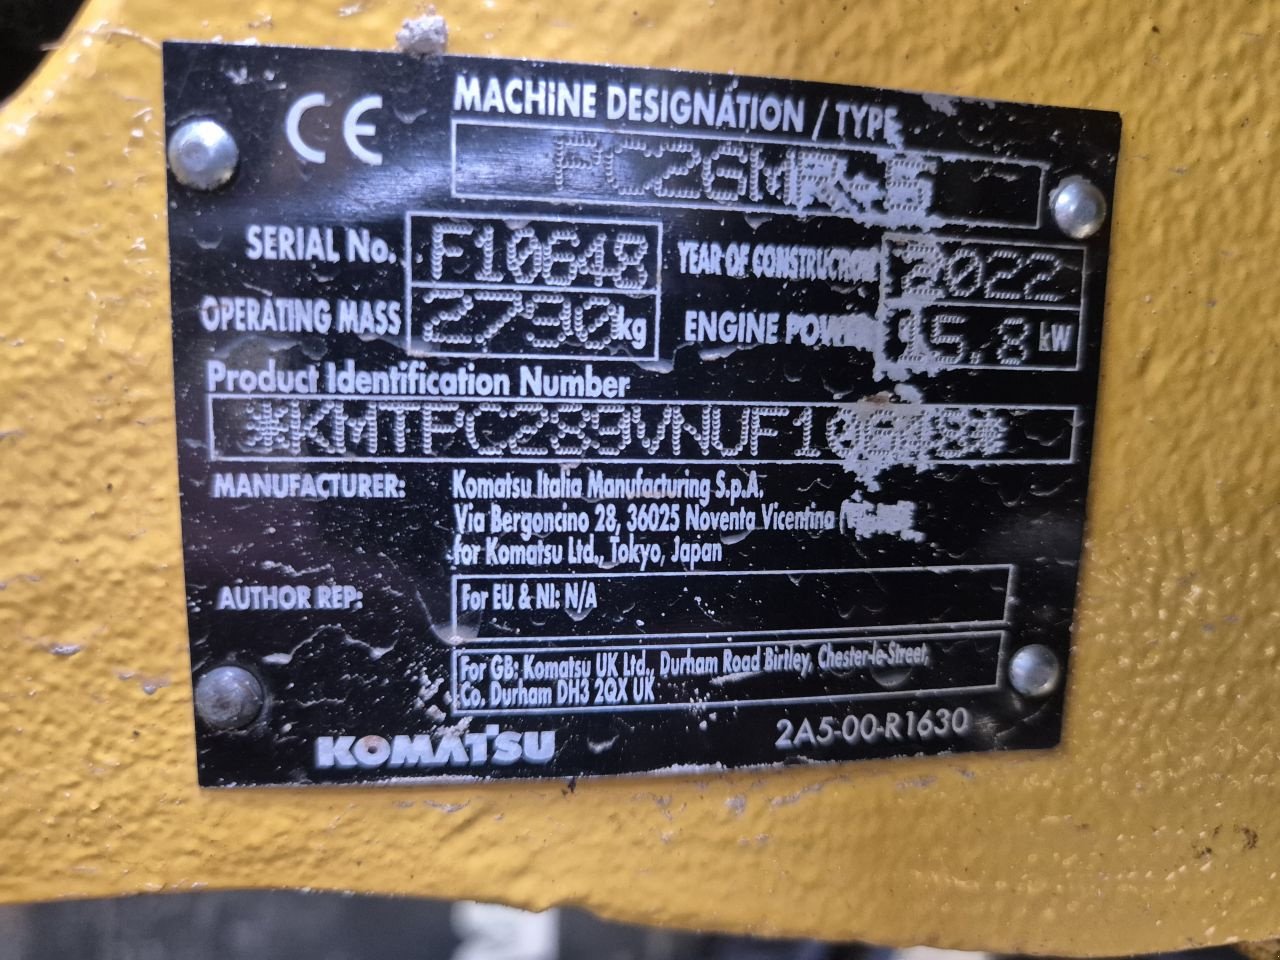 CE
MACHINE DESIGNATION / TYPE
PC26MR-5
SERIAL No. F10648
YEAR OF CONSTRUCTION 2022
OPERATING MASS 2790 kg
ENGINE POWER 15.8 kW
Product Identification Number
*KMTPC289VNUF10648*
MANUFACTURER: Komatsu Italia Manufacturing S.p.A.
Via Bergoncino 28, 36025 Noventa Vicentina
for Komatsu Ltd., Tokyo, Japan
AUTHOR REP: For EU & NI: N/A
For GB: Komatsu UK Ltd., Durham Road Birtley, Chester-le-Street,
Co. Durham DH3 2QX UK
KOMATSU
2A5-00-R1630